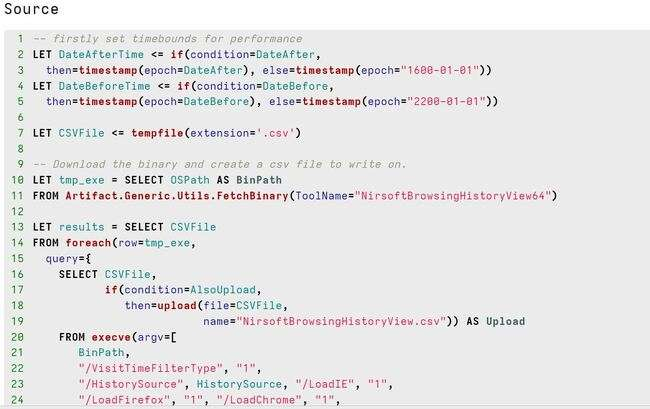 Source
1 -- firstly set timebounds for performance
2 LET DateAfterTime <= if(condition=DateAfter,
3   then=timestamp(epoch=DateAfter), else=timestamp(epoch="1600-01-01"))
4 LET DateBeforeTime <= if(condition=DateBefore,
5   then=timestamp(epoch=DateBefore), else=timestamp(epoch="2200-01-01"))
6
7 LET CSVFile <= tempfile(extension='.csv')
8
9 -- Download the binary and create a csv file to write on.
10 LET tmp_exe = SELECT OSPath AS BinPath
11 FROM Artifact.Generic.Utils.FetchBinary(ToolName="NirsoftBrowsingHistoryView64")
12
13 LET results = SELECT CSVFile
14 FROM foreach(row=tmp_exe,
15   query={
16     SELECT CSVFile,
17            if(condition=AlsoUpload,
18               then=upload(file=CSVFile,
19                           name="NirsoftBrowsingHistoryView.csv")) AS Upload
20     FROM execve(argv=[
21        BinPath,
22        "/VisitTimeFilterType", "1",
23        "/HistorySource", HistorySource, "/LoadIE", "1",
24        "/LoadFirefox", "1", "/LoadChrome", "1",